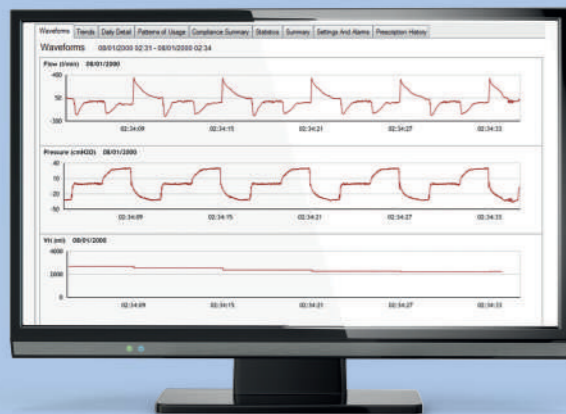 Waveforms Trends Daily Detail Patterns of Usage Compliance Summary Statistics Summary Settings And Alarms Prescription History
Waveforms 08/01/2000 02:31 - 08/01/2000 02:34
Flow (l/min) 08/01/2000
400
50
-300
02:34:09 02:34:15 02:34:21 02:34:27 02:34:33
Pressure (cmH2O) 08/01/2000
40
10
-20
-50
02:34:09 02:34:15 02:34:21 02:34:27 02:34:33
08/01/2000
4000
2000
0
02:34:09 02:34:15 02:34:21 02:34:27 02:34:33